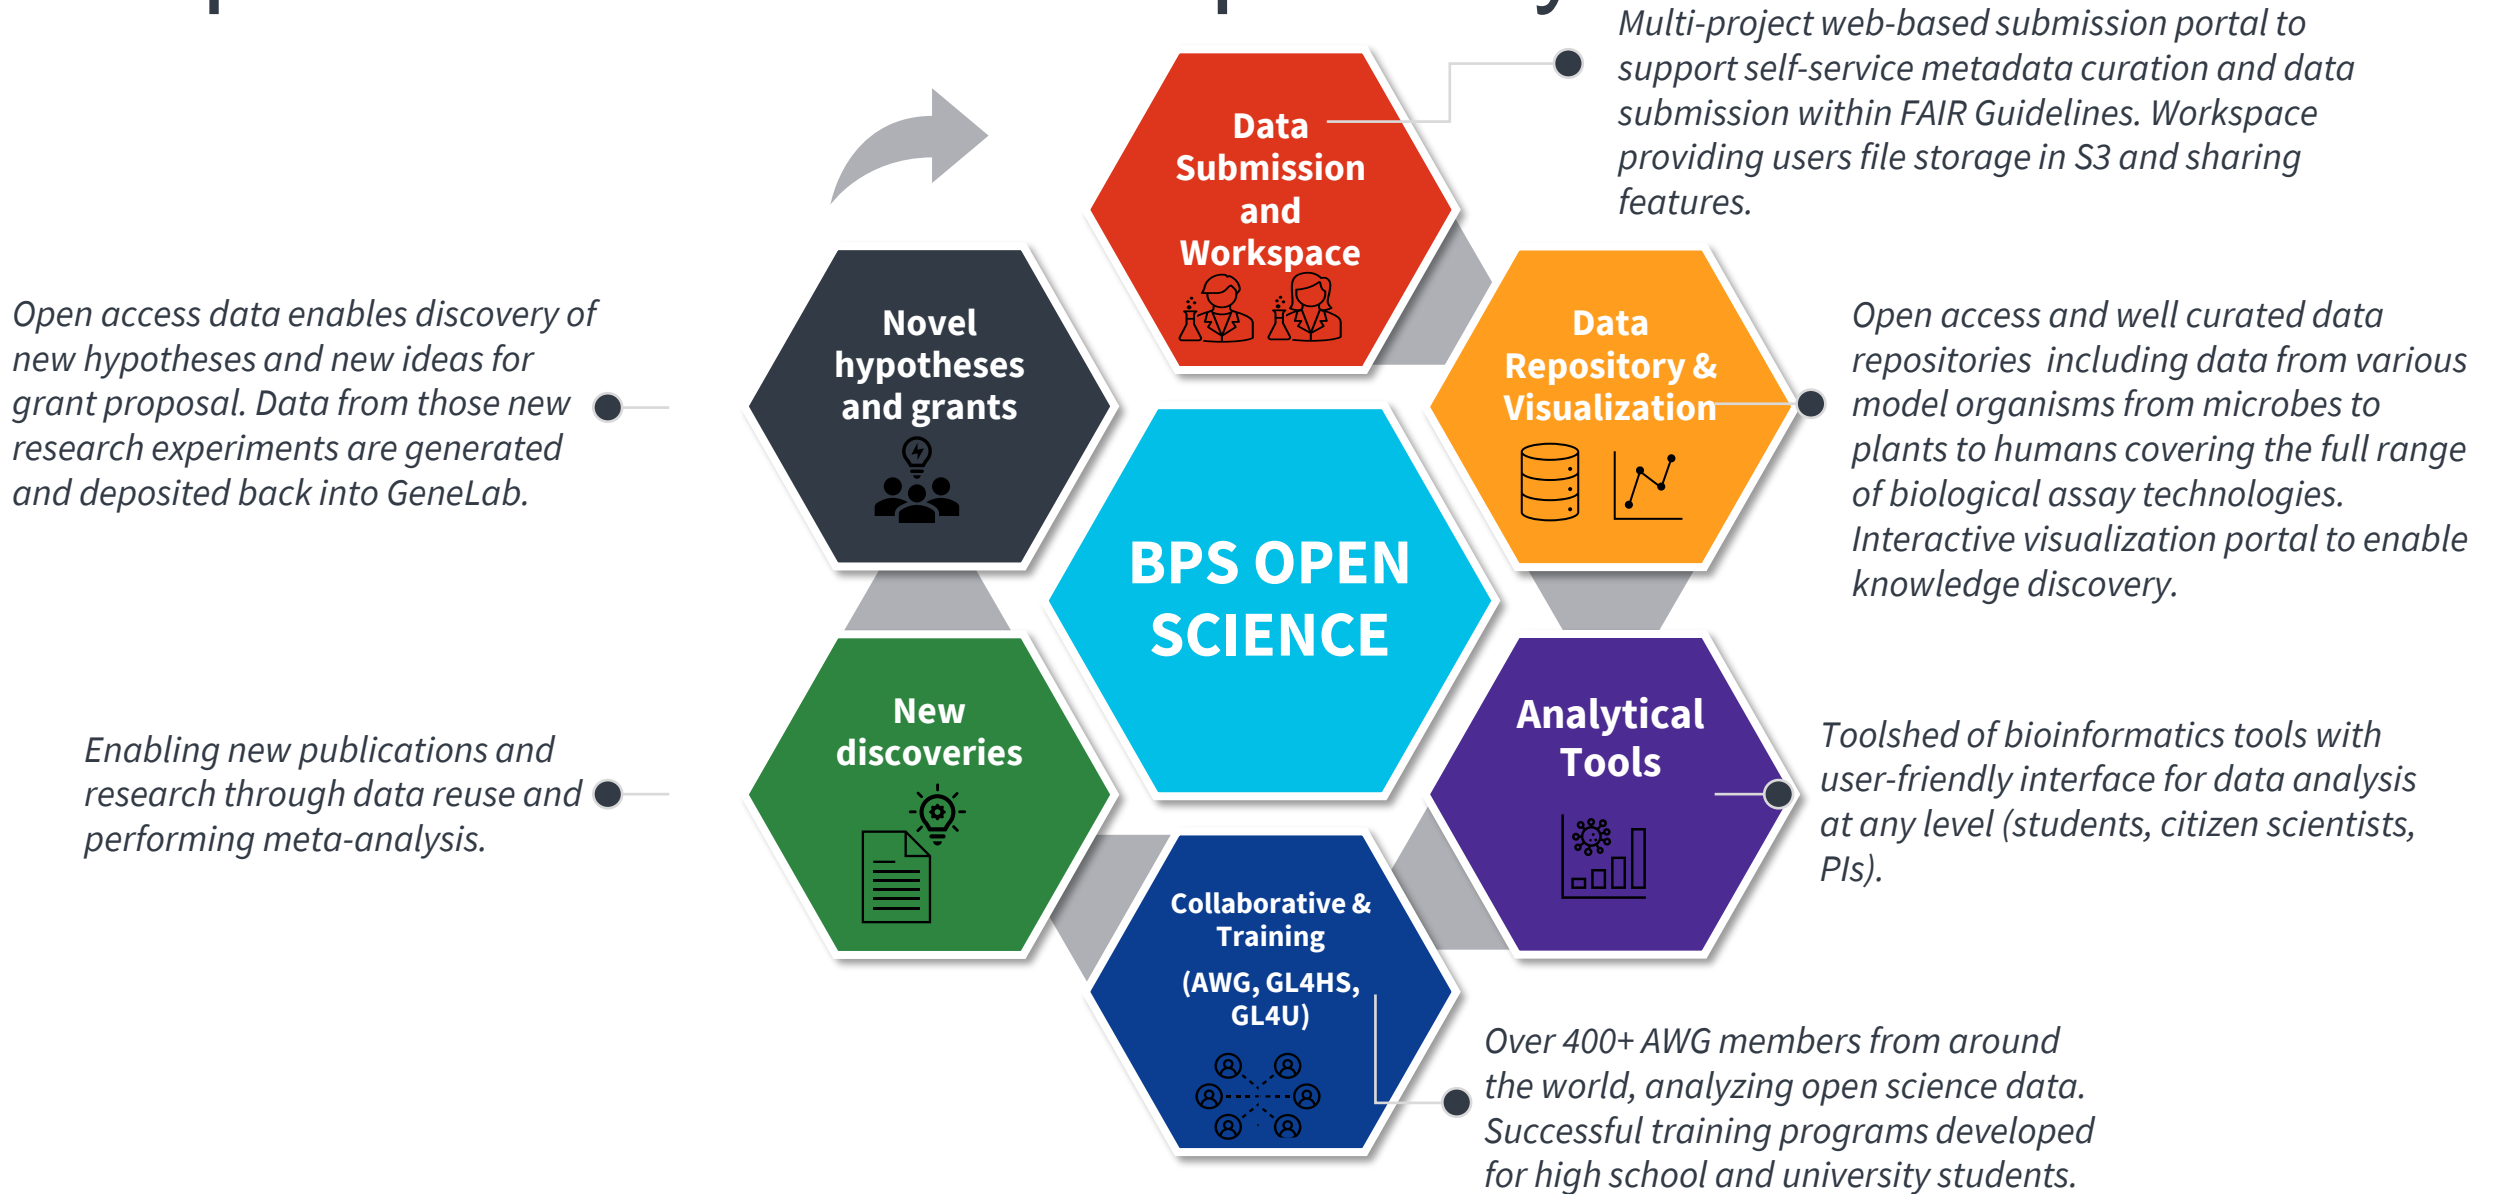 Multi-project web-based submission portal to
support self-service metadata curation and data
submission within FAIR Guidelines. Workspace
providing users file storage in S3 and sharing
features.
Data
Submission
and
Workspace
Novel
hypotheses
and grants
Data
Repository &
Visualization
Open access data enables discovery of
new hypotheses and new ideas for
grant proposal. Data from those new
research experiments are generated
and deposited back into GeneLab.
Open access and well curated data
repositories  including data from various
model organisms from microbes to
plants to humans covering the full range
of biological assay technologies.
Interactive visualization portal to enable
knowledge discovery.
BPS OPEN
SCIENCE
New
discoveries
Analytical
Tools
Enabling new publications and
research through data reuse and
performing meta-analysis.
Toolshed of bioinformatics tools with
user-friendly interface for data analysis
at any level (students, citizen scientists,
PIs).
Collaborative &
Training
(AWG, GL4HS,
GL4U)
Over 400+ AWG members from around
the world, analyzing open science data.
Successful training programs developed
for high school and university students.